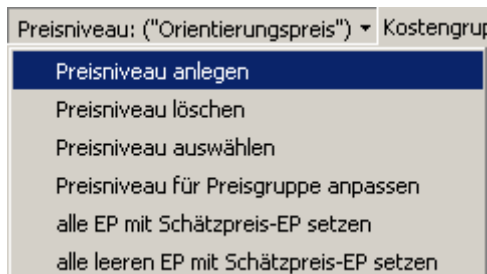 Preisniveau: ("Orientierungspreis") Kostengrup
Preisniveau anlegen
Preisniveau löschen
Preisniveau auswählen
Preisniveau für Preisgruppe anpassen
alle EP mit Schätzpreis-EP setzen
alle leeren EP mit Schätzpreis-EP setzen